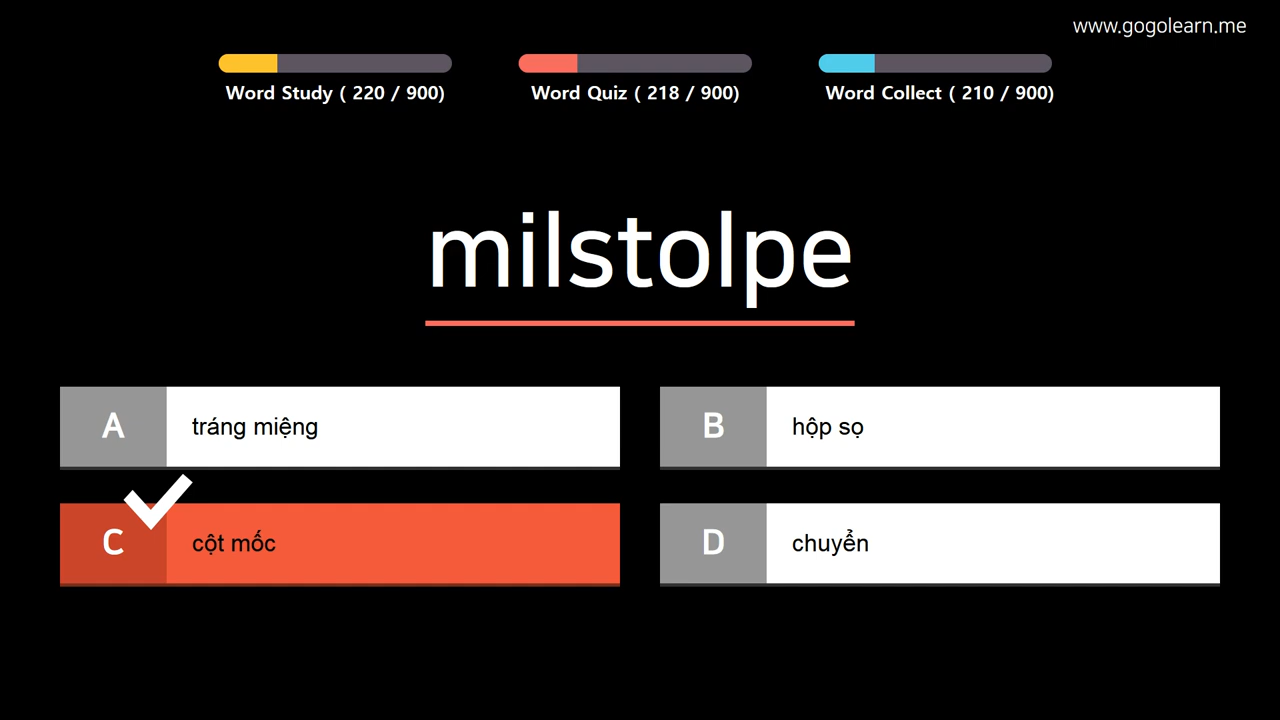 www.gogolearn.me
Word Study ( 220 / 900)
Word Quiz ( 218 / 900)
Word Collect ( 210 / 900)
milstolpe
A tráng miệng
B hộp sọ
C cột mốc
D chuyển